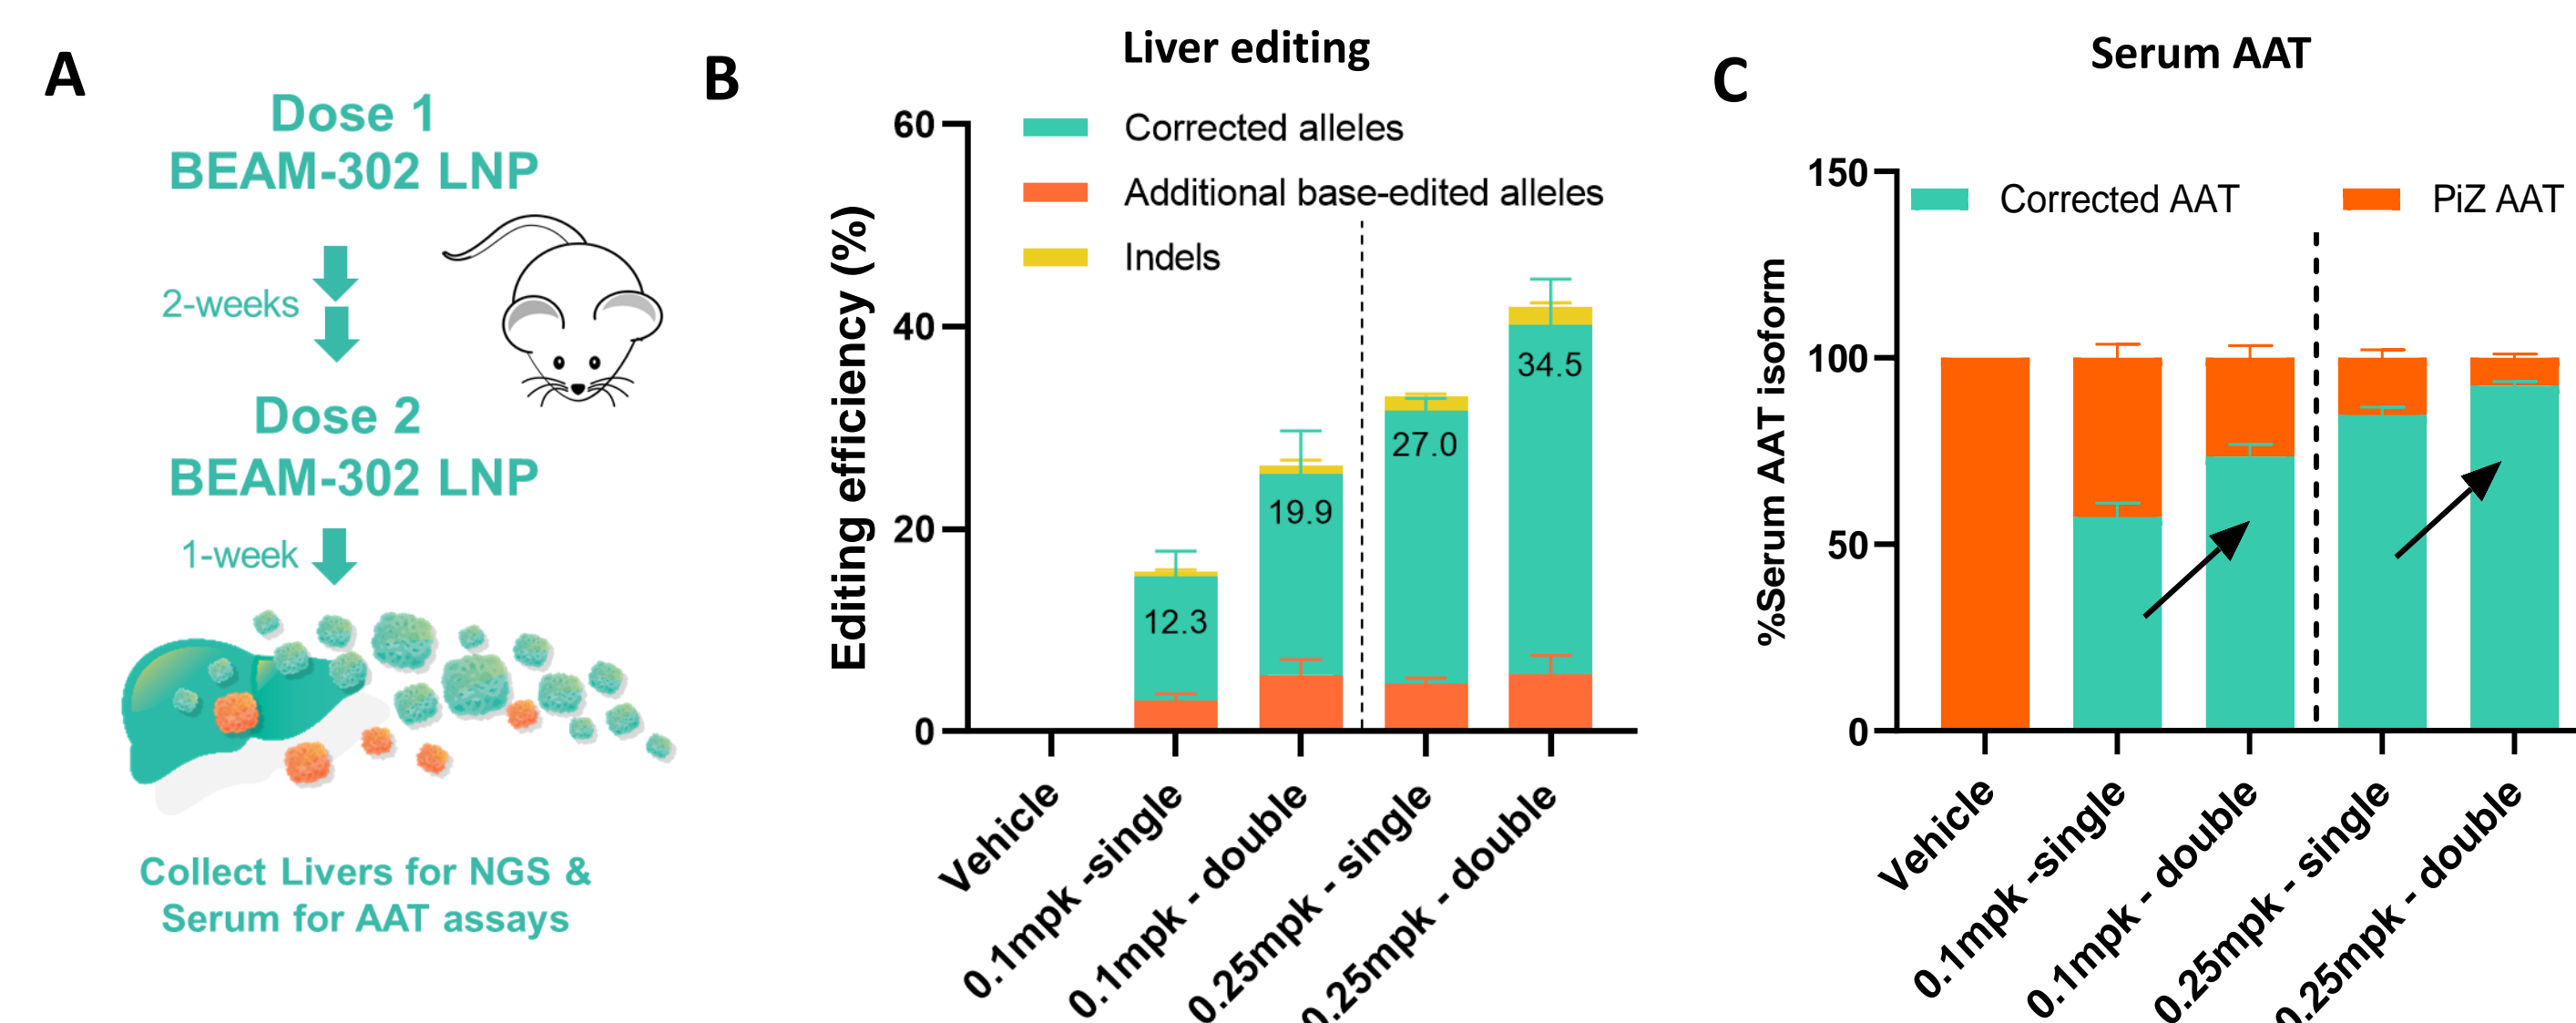 A
Dose 1
BEAM-302 LNP
2-weeks
Dose 2
BEAM-302 LNP
1-week
Collect Livers for NGS &
Serum for AAT assays
B
Liver editing
Editing efficiency (%)
60
40
20
0
Corrected alleles
Additional base-edited alleles
Indels
12.3
19.9
27.0
34.5
Vehicle
0.1mpk -single
0.1mpk - double
0.25mpk - single
0.25mpk - double
C
Serum AAT
%Serum AAT isoform
150
100
50
0
Corrected AAT
PiZ AAT
Vehicle
0.1mpk -single
0.1mpk - double
0.25mpk - single
0.25mpk - double